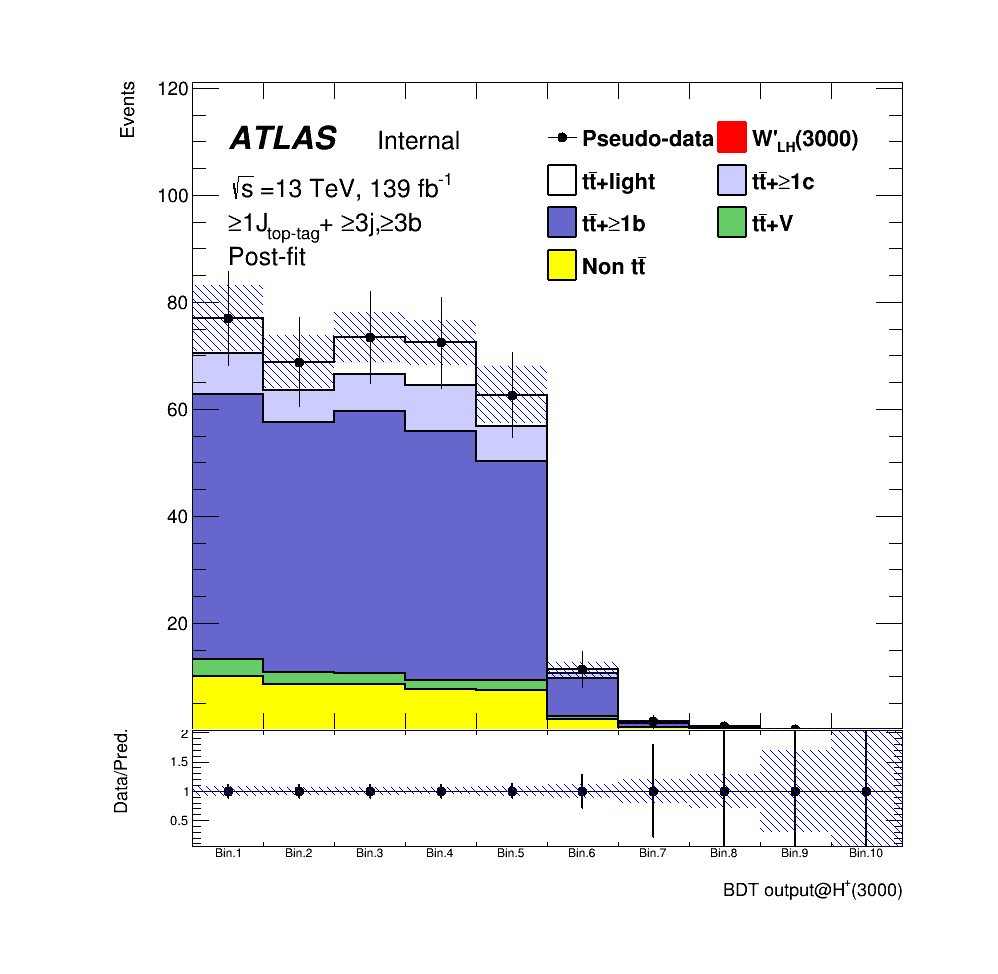 Events
120
100
80
60
40
20
ATLAS Internal
√s =13 TeV, 139 fb⁻¹
≥1J_top-tag+ ≥3j,≥3b
Post-fit
Pseudo-data
W'_LH(3000)
tt̄+light
tt̄+≥1c
tt̄+≥1b
tt̄+V
Non tt̄
Data/Pred.
2
1.5
1
0.5
Bin.1 Bin.2 Bin.3 Bin.4 Bin.5 Bin.6 Bin.7 Bin.8 Bin.9 Bin.10
BDT output@H⁺(3000)